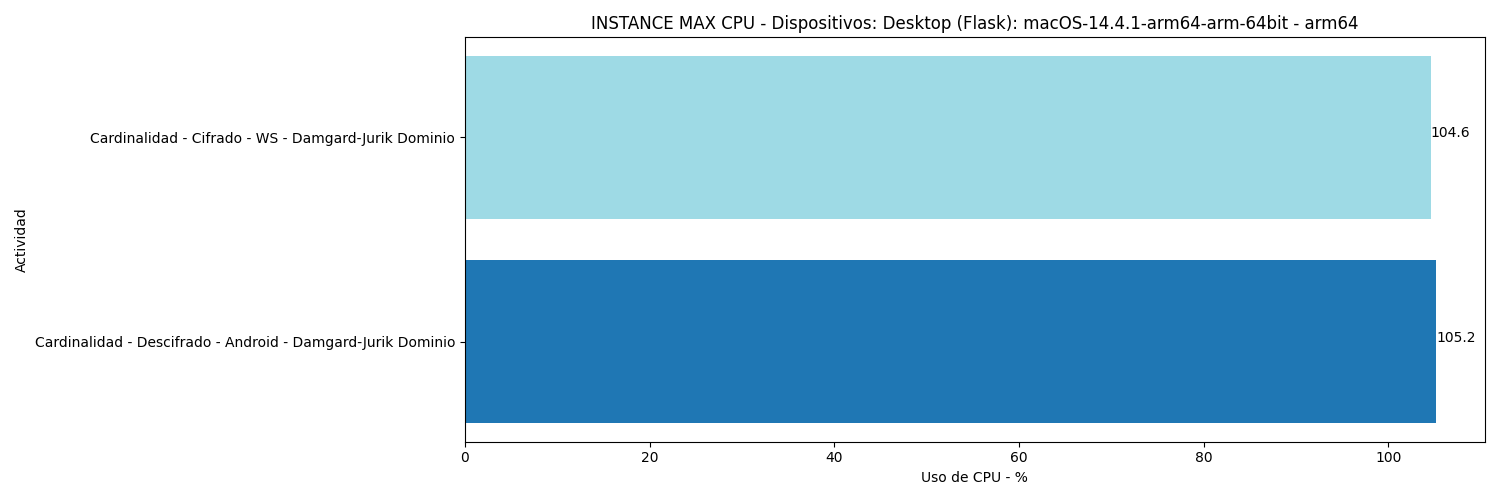 INSTANCE MAX CPU - Dispositivos: Desktop (Flask): macOS-14.4.1-arm64-arm-64bit - arm64
Cardinalidad - Cifrado - WS - Damgard-Jurik Dominio
104.6
Actividad
Cardinalidad - Descifrado - Android - Damgard-Jurik Dominio
105.2
0 20 40 60 80 100
Uso de CPU - %